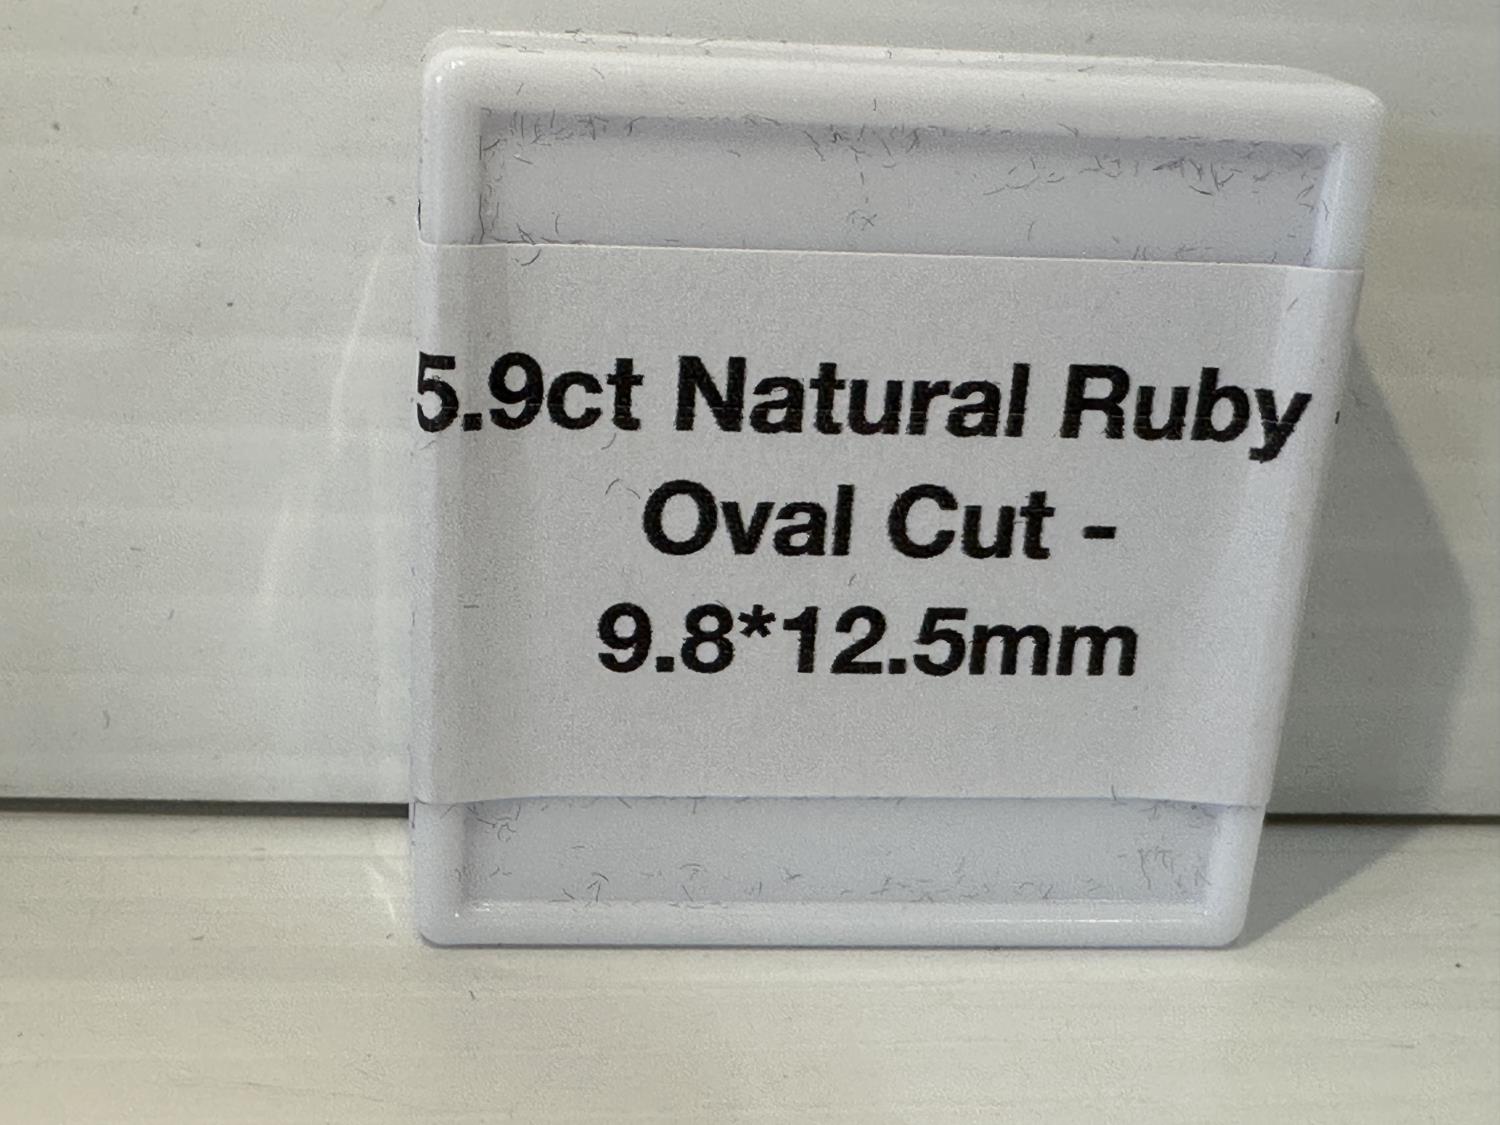 5.9ct Natural Ruby
Oval Cut -
9.8*12.5mm